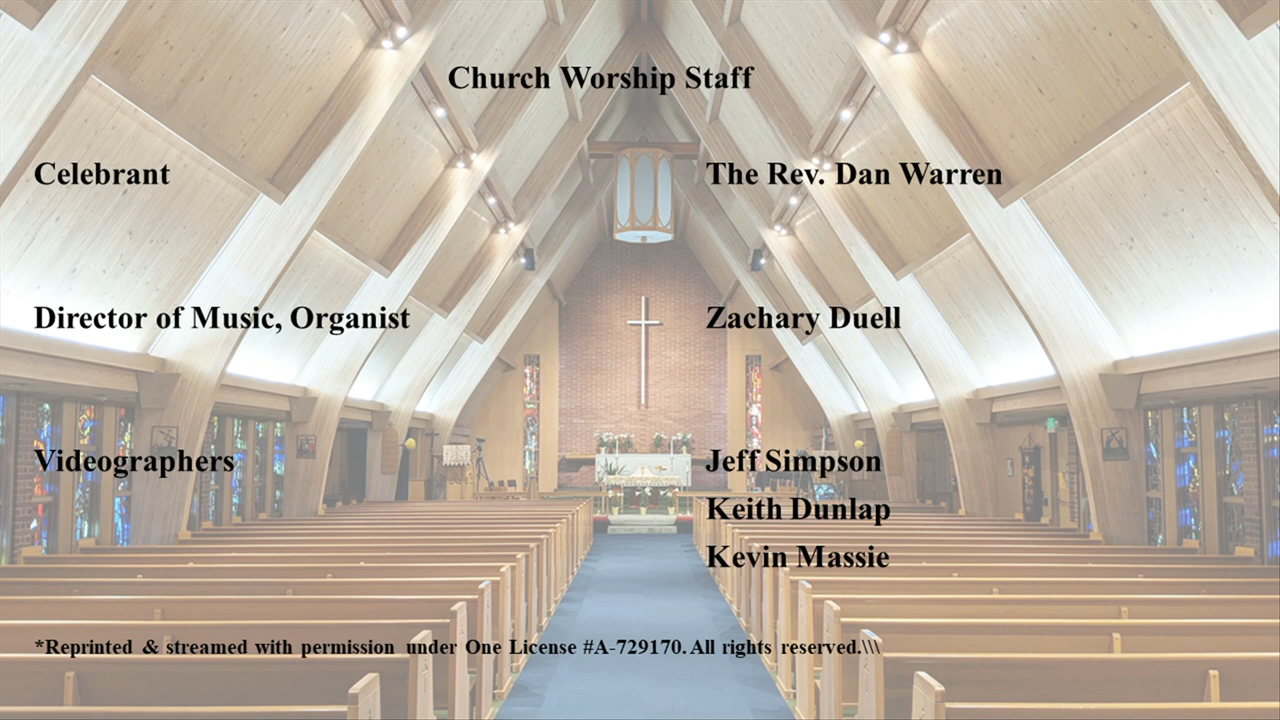 Church Worship Staff
Celebrant The Rev. Dan Warren
Director of Music, Organist Zachary Duell
Videographers Jeff Simpson
Keith Dunlap
Kevin Massie
*Reprinted & streamed with permission under One License #A-729170. All rights reserved.\\\